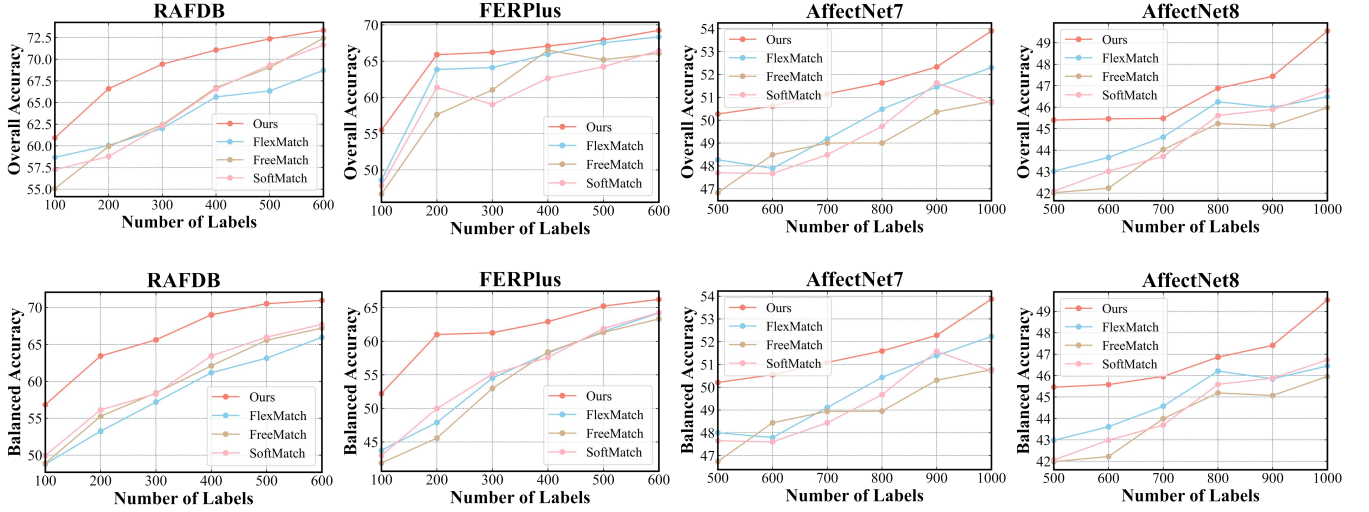 RAFDB
Overall Accuracy
72.5
70.0
67.5
65.0
62.5
60.0
57.5
55.0
Ours
FlexMatch
FreeMatch
SoftMatch
100 200 300 400 500 600
Number of Labels
FERPlus
Overall Accuracy
70
65
60
55
50
Ours
FlexMatch
FreeMatch
SoftMatch
100 200 300 400 500 600
Number of Labels
AffectNet7
Overall Accuracy
54
53
52
51
50
49
48
47
Ours
FlexMatch
FreeMatch
SoftMatch
500 600 700 800 900 1000
Number of Labels
AffectNet8
Overall Accuracy
49
48
47
46
45
44
43
42
Ours
FlexMatch
FreeMatch
SoftMatch
500 600 700 800 900 1000
Number of Labels
RAFDB
Balanced Accuracy
70
65
60
55
50
Ours
FlexMatch
FreeMatch
SoftMatch
100 200 300 400 500 600
Number of Labels
FERPlus
Balanced Accuracy
65
60
55
50
45
Ours
FlexMatch
FreeMatch
SoftMatch
100 200 300 400 500 600
Number of Labels
AffectNet7
Balanced Accuracy
54
53
52
51
50
49
48
47
Ours
FlexMatch
FreeMatch
SoftMatch
500 600 700 800 900 1000
Number of Labels
AffectNet8
Balanced Accuracy
49
48
47
46
45
44
43
42
Ours
FlexMatch
FreeMatch
SoftMatch
500 600 700 800 900 1000
Number of Labels